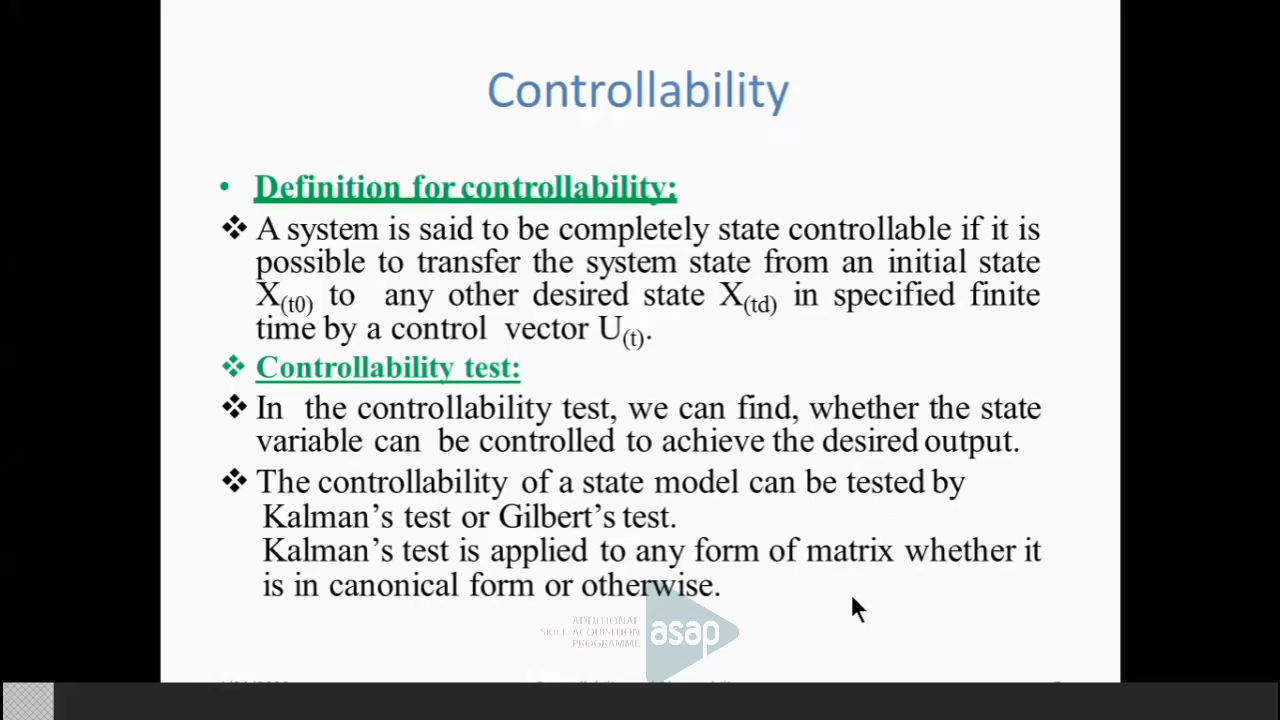 Controllability
• Definition for controllability:
❖ A system is said to be completely state controllable if it is
possible to transfer the system state from an initial state
X(t0) to any other desired state X(td) in specified finite
time by a control vector U(t).
❖ Controllability test:
❖ In the controllability test, we can find, whether the state
variable can be controlled to achieve the desired output.
❖ The controllability of a state model can be tested by
Kalman's test or Gilbert's test.
Kalman's test is applied to any form of matrix whether it
is in canonical form or otherwise.
ADDITIONAL
SKILL ACQUISITION
PROGRAMME
asap